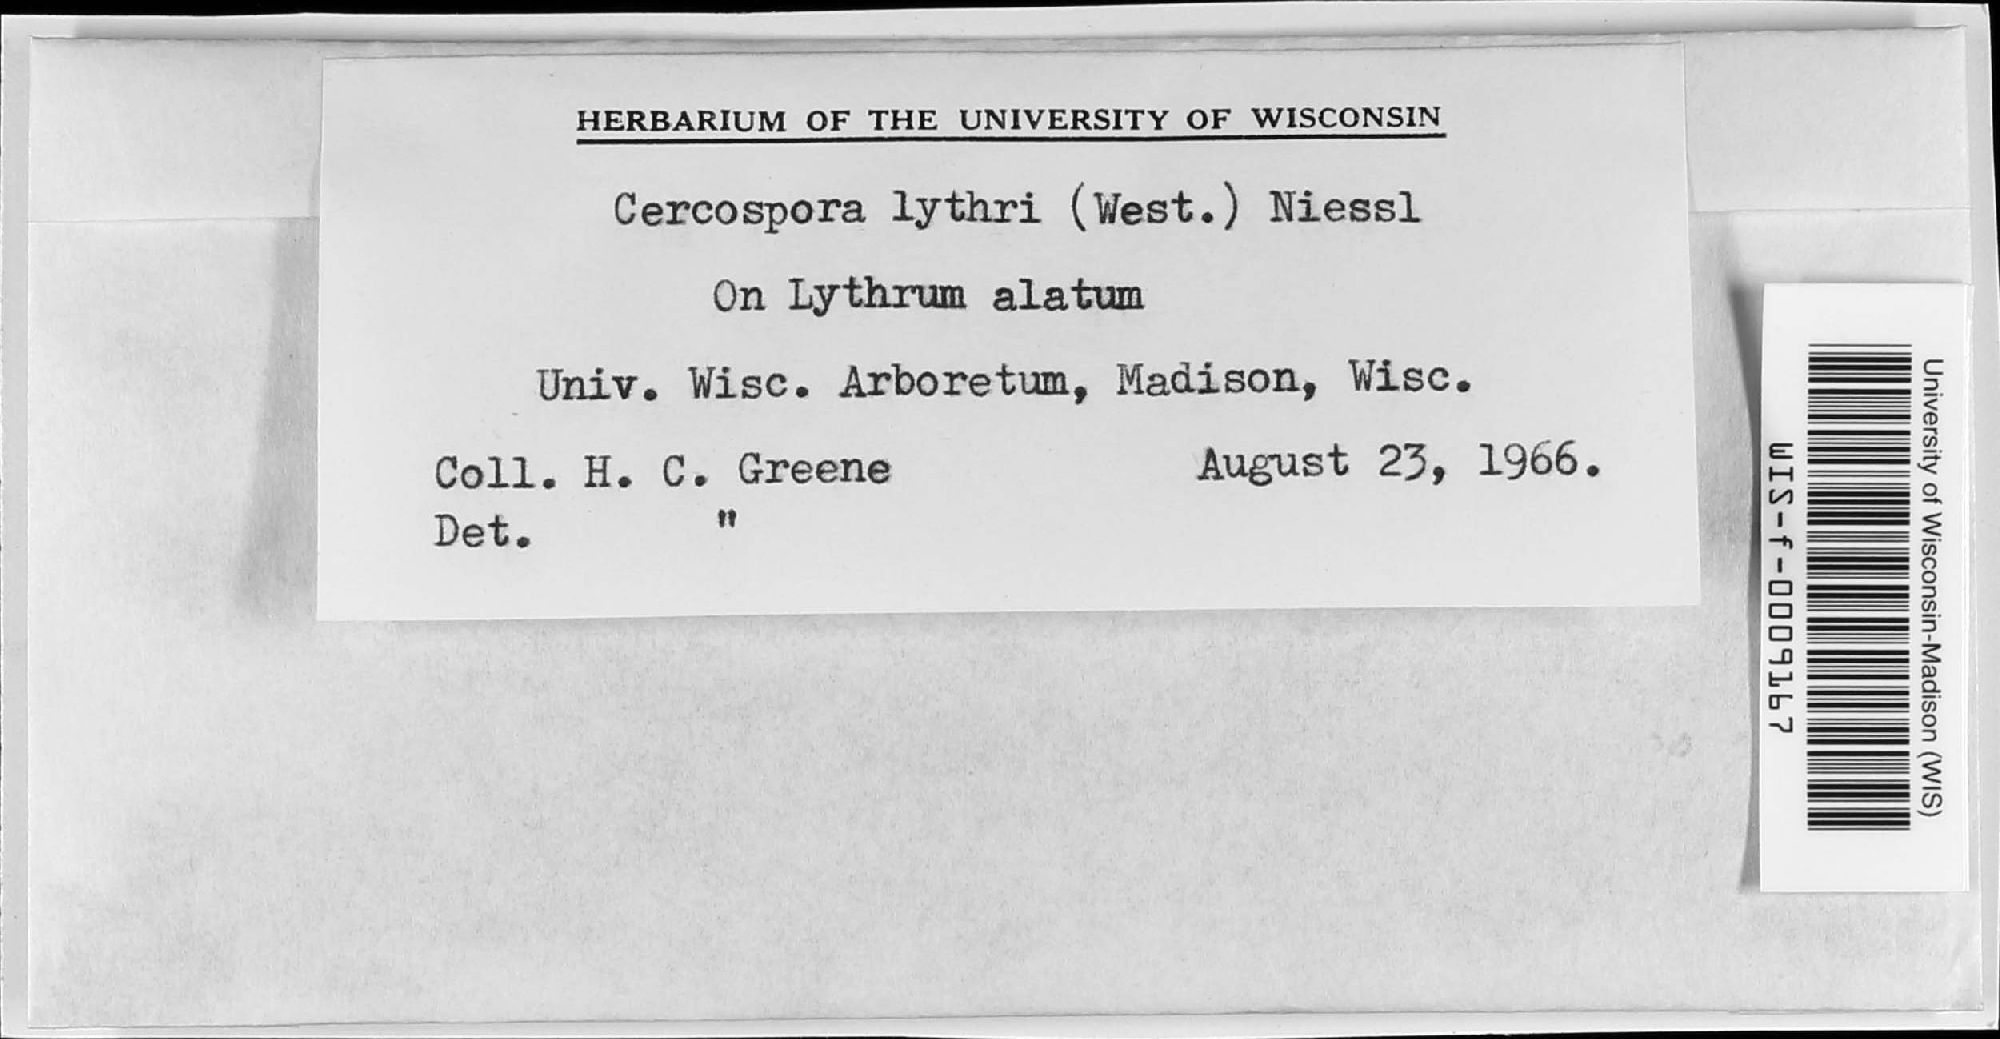 HERBARIUM OF THE UNIVERSITY OF WISCONSIN
Cercospora lythri (West.) Niessl
On Lythrum alatum
Univ. Wisc. Arboretum, Madison, Wisc.
Coll. H. C. Greene August 23, 1966.
Det. "
University of Wisconsin-Madison (WIS)
WIS-f-0009167